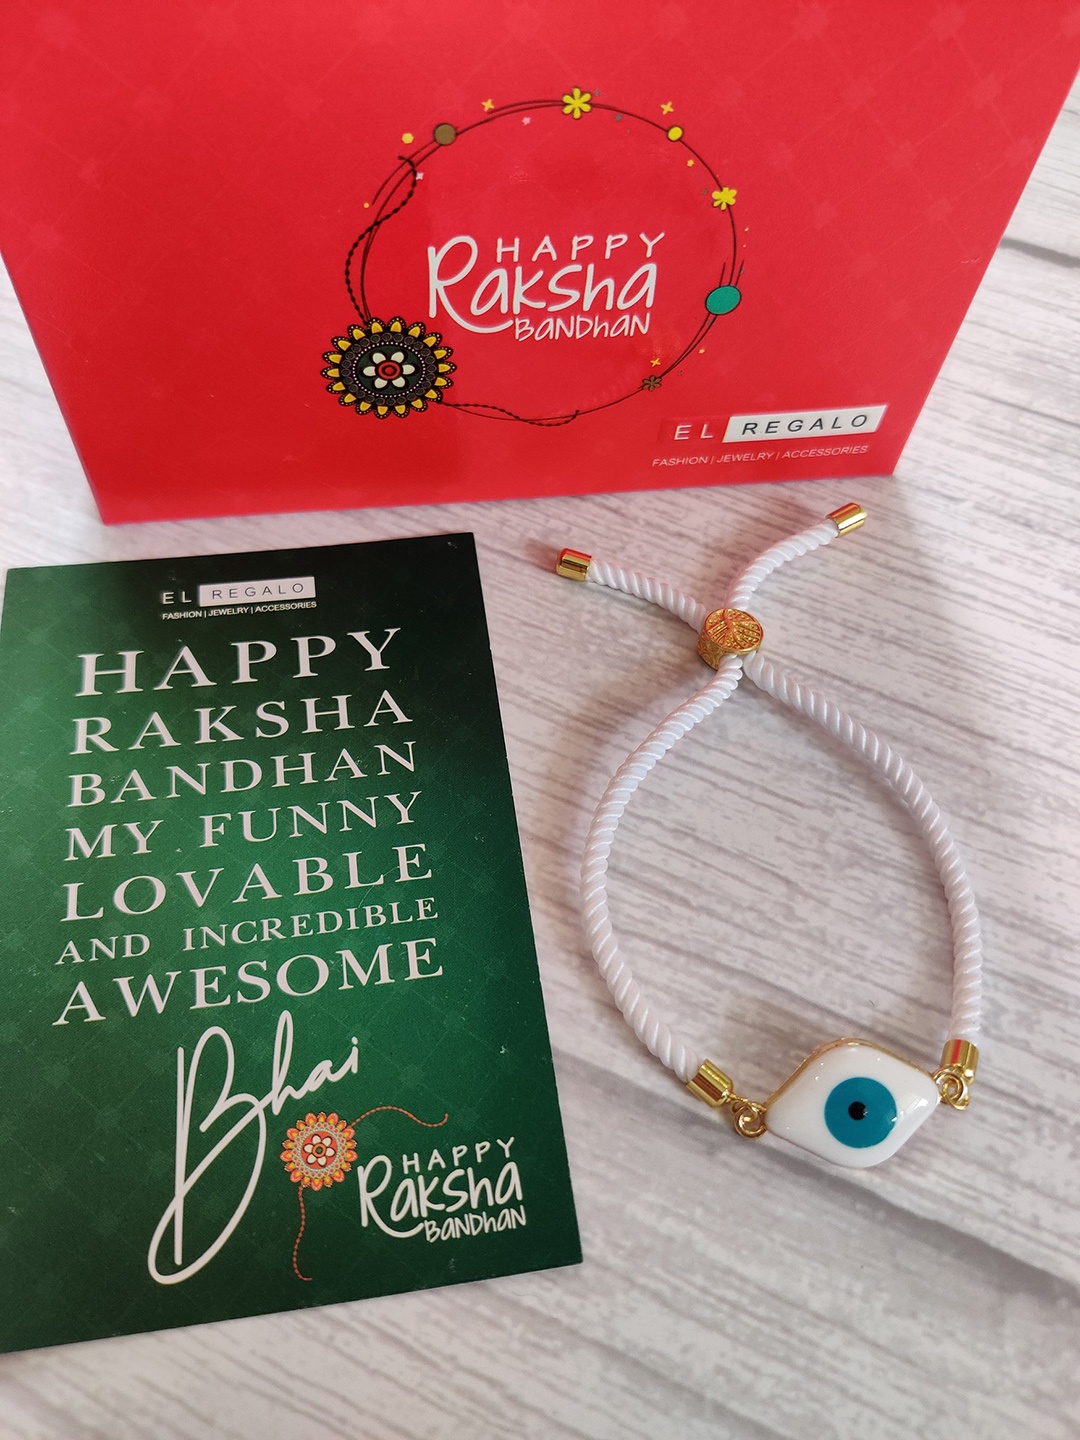 HAPPY
Raksha
BANDHAN
EL REGALO
FASHION | JEWELRY | ACCESSORIES
EL REGALO
FASHION | JEWELRY | ACCESSORIES
HAPPY
RAKSHA
BANDHAN
MY FUNNY
LOVABLE
AND INCREDIBLE
AWESOME
Bhai
HAPPY
Raksha
BANDHAN